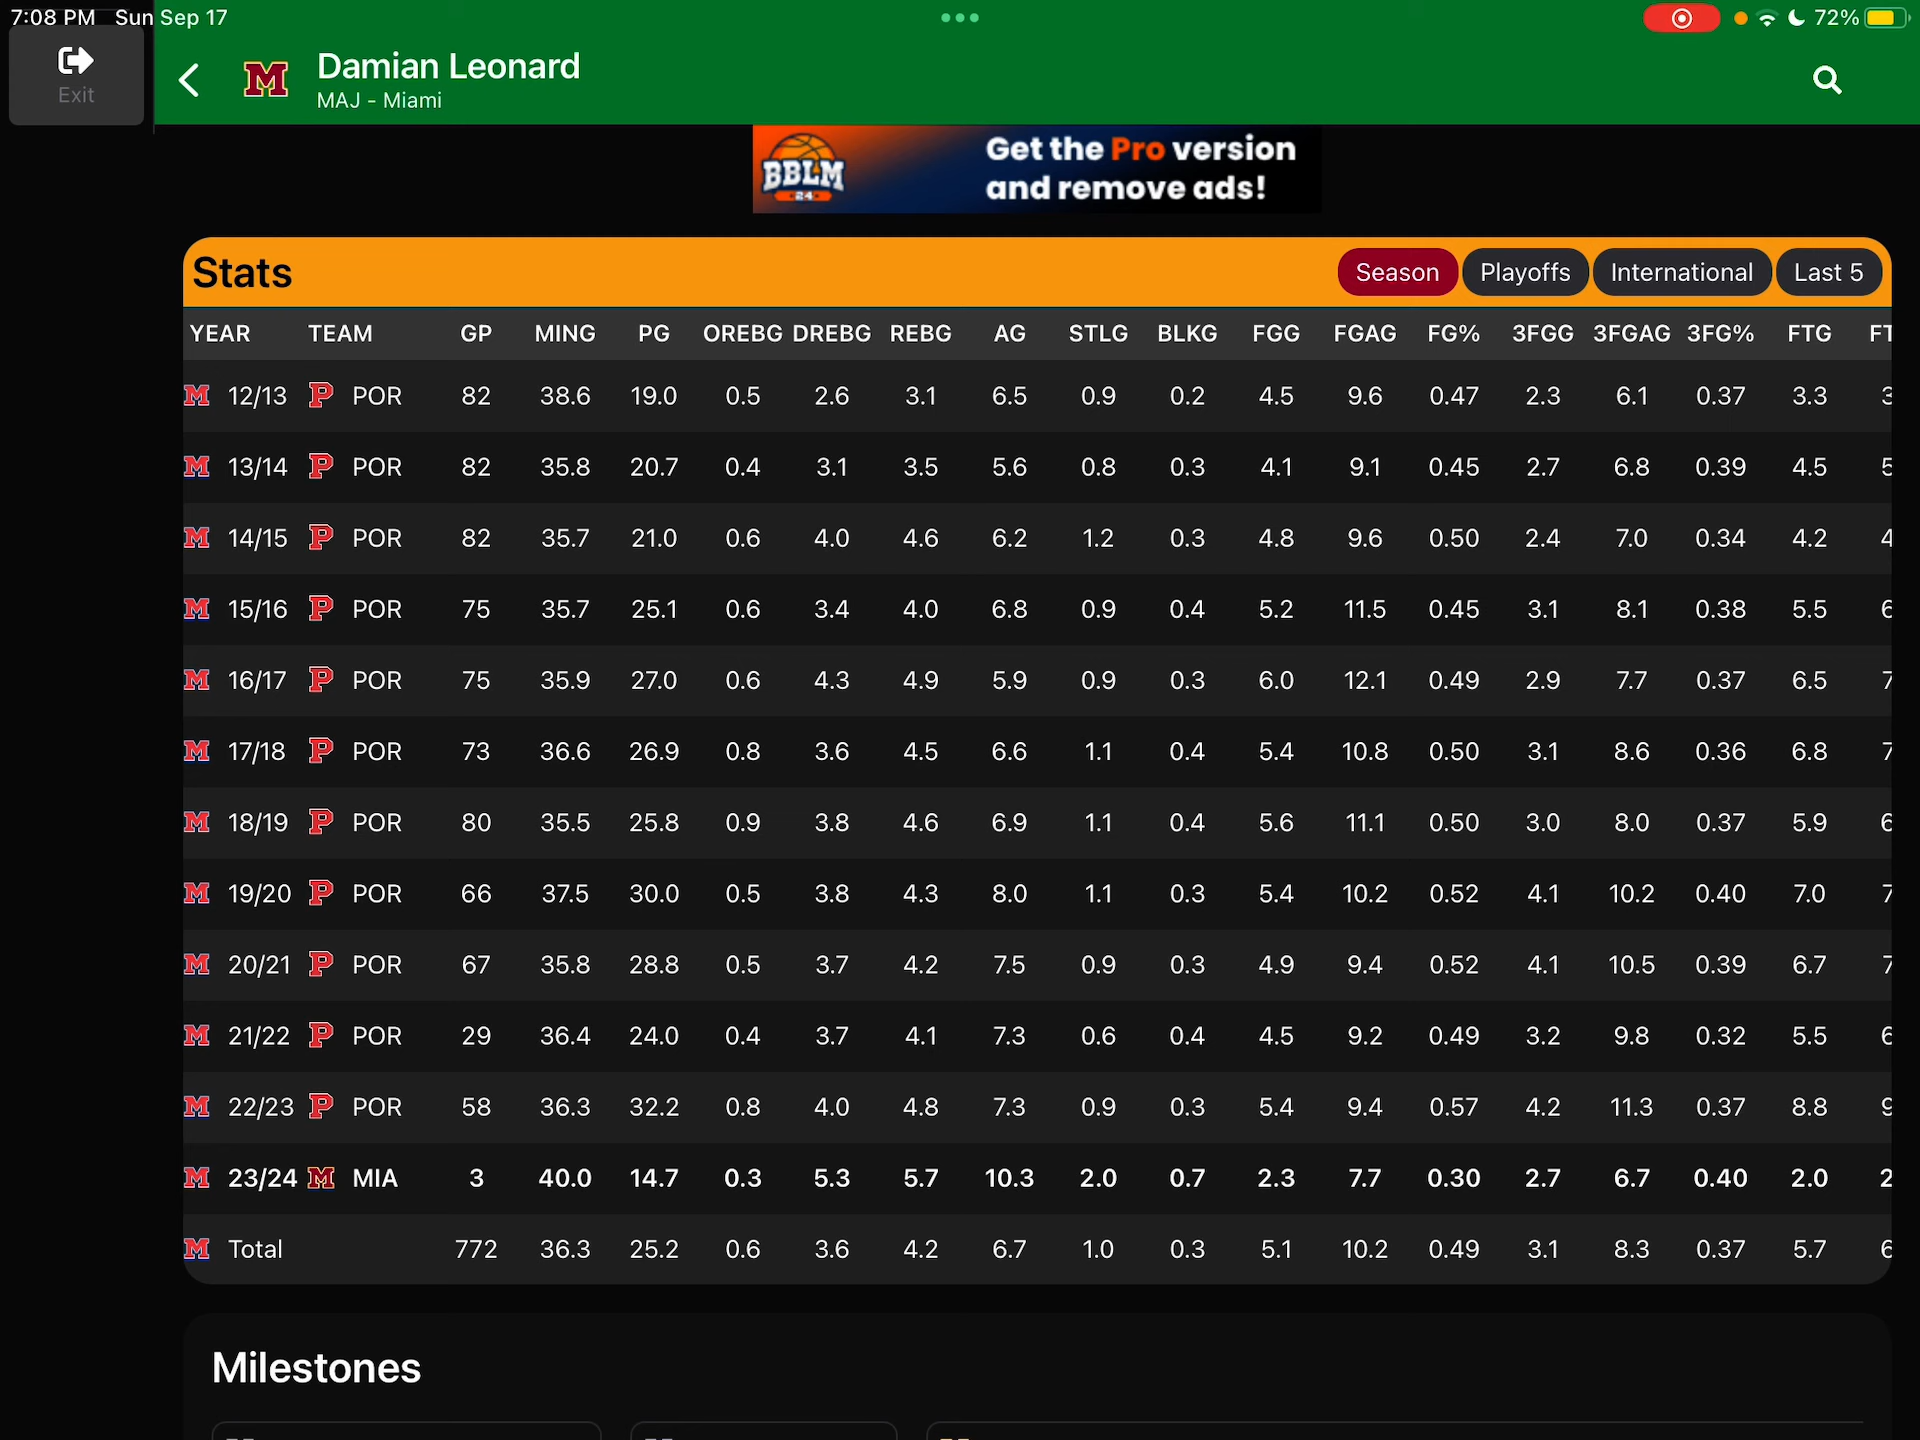 7:08 PM Sun Sep 17
72%
Exit
Damian Leonard
MAJ - Miami
BBLM
24
Get the Pro version
and remove ads!
Stats
Season Playoffs International Last 5
YEAR TEAM GP MING PG OREBG DREBG REBG AG STLG BLKG FGG FGAG FG% 3FGG 3FGAG 3FG% FTG FT
M 12/13 P POR 82 38.6 19.0 0.5 2.6 3.1 6.5 0.9 0.2 4.5 9.6 0.47 2.3 6.1 0.37 3.3 3
M 13/14 P POR 82 35.8 20.7 0.4 3.1 3.5 5.6 0.8 0.3 4.1 9.1 0.45 2.7 6.8 0.39 4.5 5
M 14/15 P POR 82 35.7 21.0 0.6 4.0 4.6 6.2 1.2 0.3 4.8 9.6 0.50 2.4 7.0 0.34 4.2 4
M 15/16 P POR 75 35.7 25.1 0.6 3.4 4.0 6.8 0.9 0.4 5.2 11.5 0.45 3.1 8.1 0.38 5.5 6
M 16/17 P POR 75 35.9 27.0 0.6 4.3 4.9 5.9 0.9 0.3 6.0 12.1 0.49 2.9 7.7 0.37 6.5 7
M 17/18 P POR 73 36.6 26.9 0.8 3.6 4.5 6.6 1.1 0.4 5.4 10.8 0.50 3.1 8.6 0.36 6.8 7
M 18/19 P POR 80 35.5 25.8 0.9 3.8 4.6 6.9 1.1 0.4 5.6 11.1 0.50 3.0 8.0 0.37 5.9 6
M 19/20 P POR 66 37.5 30.0 0.5 3.8 4.3 8.0 1.1 0.3 5.4 10.2 0.52 4.1 10.2 0.40 7.0 7
M 20/21 P POR 67 35.8 28.8 0.5 3.7 4.2 7.5 0.9 0.3 4.9 9.4 0.52 4.1 10.5 0.39 6.7 7
M 21/22 P POR 29 36.4 24.0 0.4 3.7 4.1 7.3 0.6 0.4 4.5 9.2 0.49 3.2 9.8 0.32 5.5 6
M 22/23 P POR 58 36.3 32.2 0.8 4.0 4.8 7.3 0.9 0.3 5.4 9.4 0.57 4.2 11.3 0.37 8.8 9
M 23/24 M MIA 3 40.0 14.7 0.3 5.3 5.7 10.3 2.0 0.7 2.3 7.7 0.30 2.7 6.7 0.40 2.0 2
M Total 772 36.3 25.2 0.6 3.6 4.2 6.7 1.0 0.3 5.1 10.2 0.49 3.1 8.3 0.37 5.7 6
Milestones